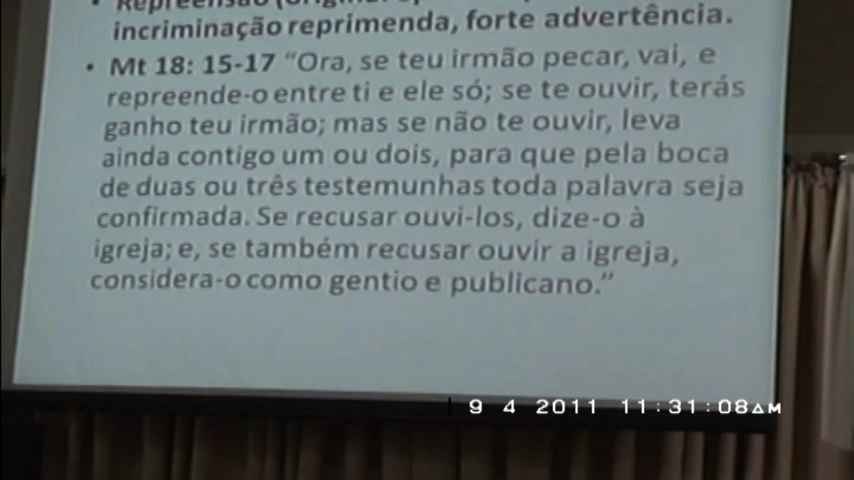 • Repreensão
incriminação reprimenda, forte advertência.
• Mt 18: 15-17 “Ora, se teu irmão pecar, vai, e
repreende-o entre ti e ele só; se te ouvir, terás
ganho teu irmão; mas se não te ouvir, leva
ainda contigo um ou dois, para que pela boca
de duas ou três testemunhas toda palavra seja
confirmada. Se recusar ouvi-los, dize-o à
igreja; e, se também recusar ouvir a igreja,
considera-o como gentio e publicano.”
9 4 2011 11:31:08AM